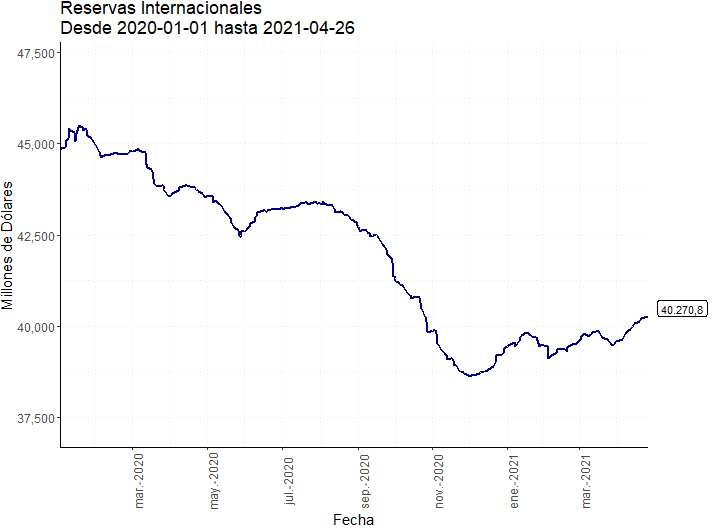 Reservas Internacionales
Desde 2020-01-01 hasta 2021-04-26
47,500
45,000
42,500
40,000
37,500
Millones de Dólares
40.270,8
mar.-2020
may.-2020
jul.-2020
sep.-2020
nov.-2020
ene.-2021
mar.-2021
Fecha